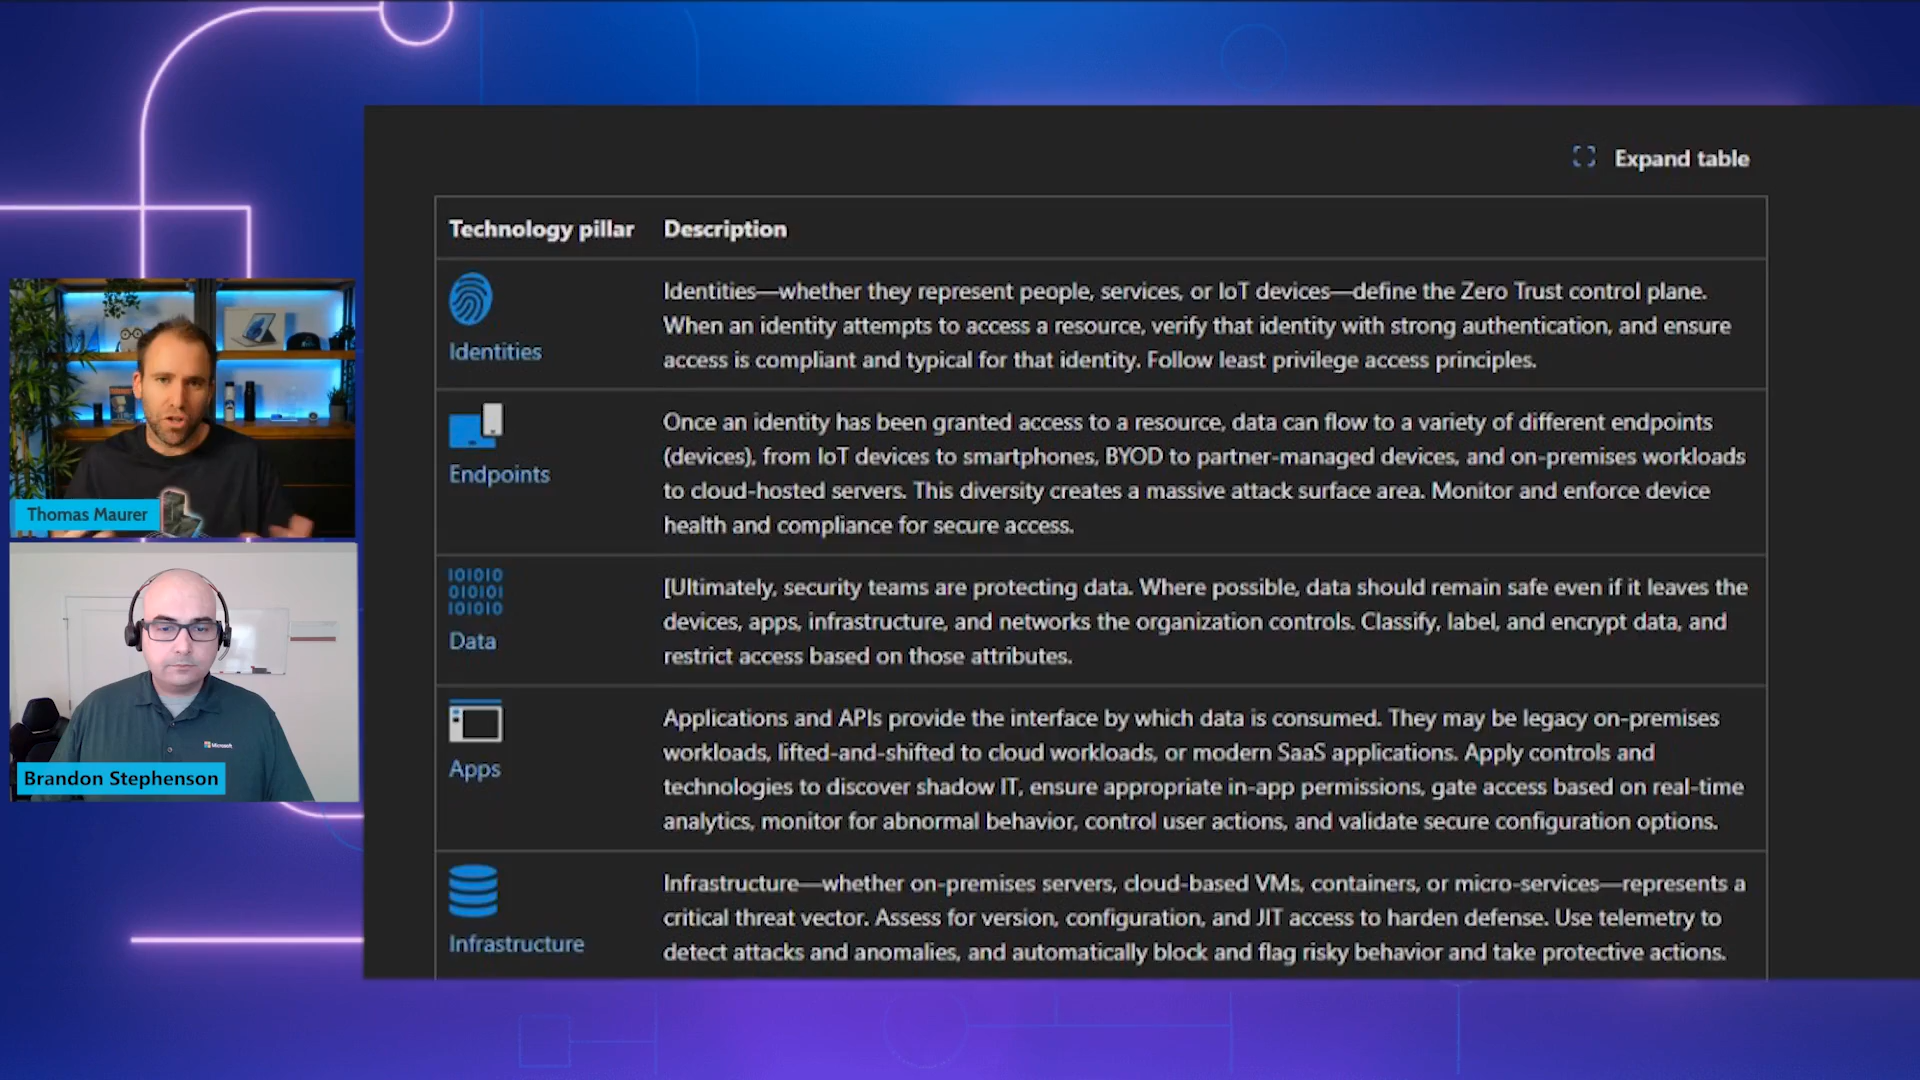 Expand table
Technology pillar Description
Identities—whether they represent people, services, or IoT devices—define the Zero Trust control plane.
When an identity attempts to access a resource, verify that identity with strong authentication, and ensure
access is compliant and typical for that identity. Follow least privilege access principles.
Identities
Once an identity has been granted access to a resource, data can flow to a variety of different endpoints
(devices), from IoT devices to smartphones, BYOD to partner-managed devices, and on-premises workloads
to cloud-hosted servers. This diversity creates a massive attack surface area. Monitor and enforce device
health and compliance for secure access.
Endpoints
101010
010101
101010
Data
[Ultimately, security teams are protecting data. Where possible, data should remain safe even if it leaves the
devices, apps, infrastructure, and networks the organization controls. Classify, label, and encrypt data, and
restrict access based on those attributes.
Apps
Applications and APIs provide the interface by which data is consumed. They may be legacy on-premises
workloads, lifted-and-shifted to cloud workloads, or modern SaaS applications. Apply controls and
technologies to discover shadow IT, ensure appropriate in-app permissions, gate access based on real-time
analytics, monitor for abnormal behavior, control user actions, and validate secure configuration options.
Infrastructure
Infrastructure—whether on-premises servers, cloud-based VMs, containers, or micro-services—represents a
critical threat vector. Assess for version, configuration, and JIT access to harden defense. Use telemetry to
detect attacks and anomalies, and automatically block and flag risky behavior and take protective actions.
Thomas Maurer
Microsoft
Brandon Stephenson